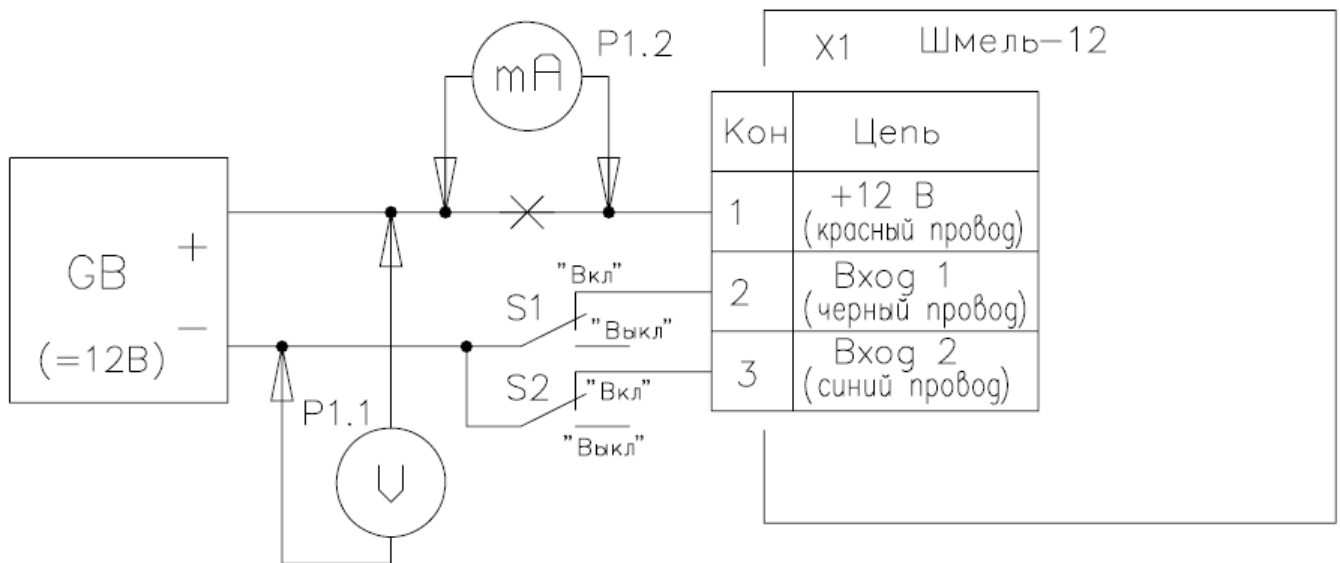 P1.2
mA
X1
Шмель-12
Кон
Цепь
1
+12 В
(красный провод)
GB
+
−
(=12В)
"Вкл"
S1
"Выкл"
2
Вход 1
(черный провод)
S2
"Вкл"
"Выкл"
3
Вход 2
(синий провод)
P1.1
U